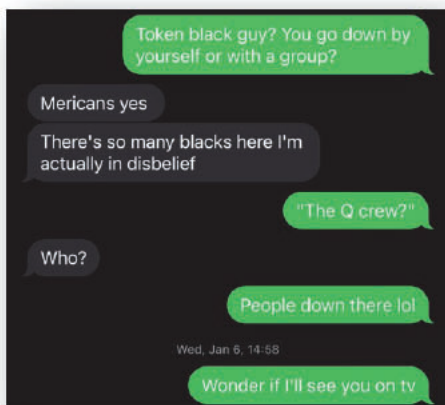 Token black guy? You go down by
yourself or with a group?
Mericans yes
There's so many blacks here I'm
actually in disbelief
"The Q crew?"
Who?
People down there lol
Wed, Jan 6, 14:58
Wonder if I'll see you on tv